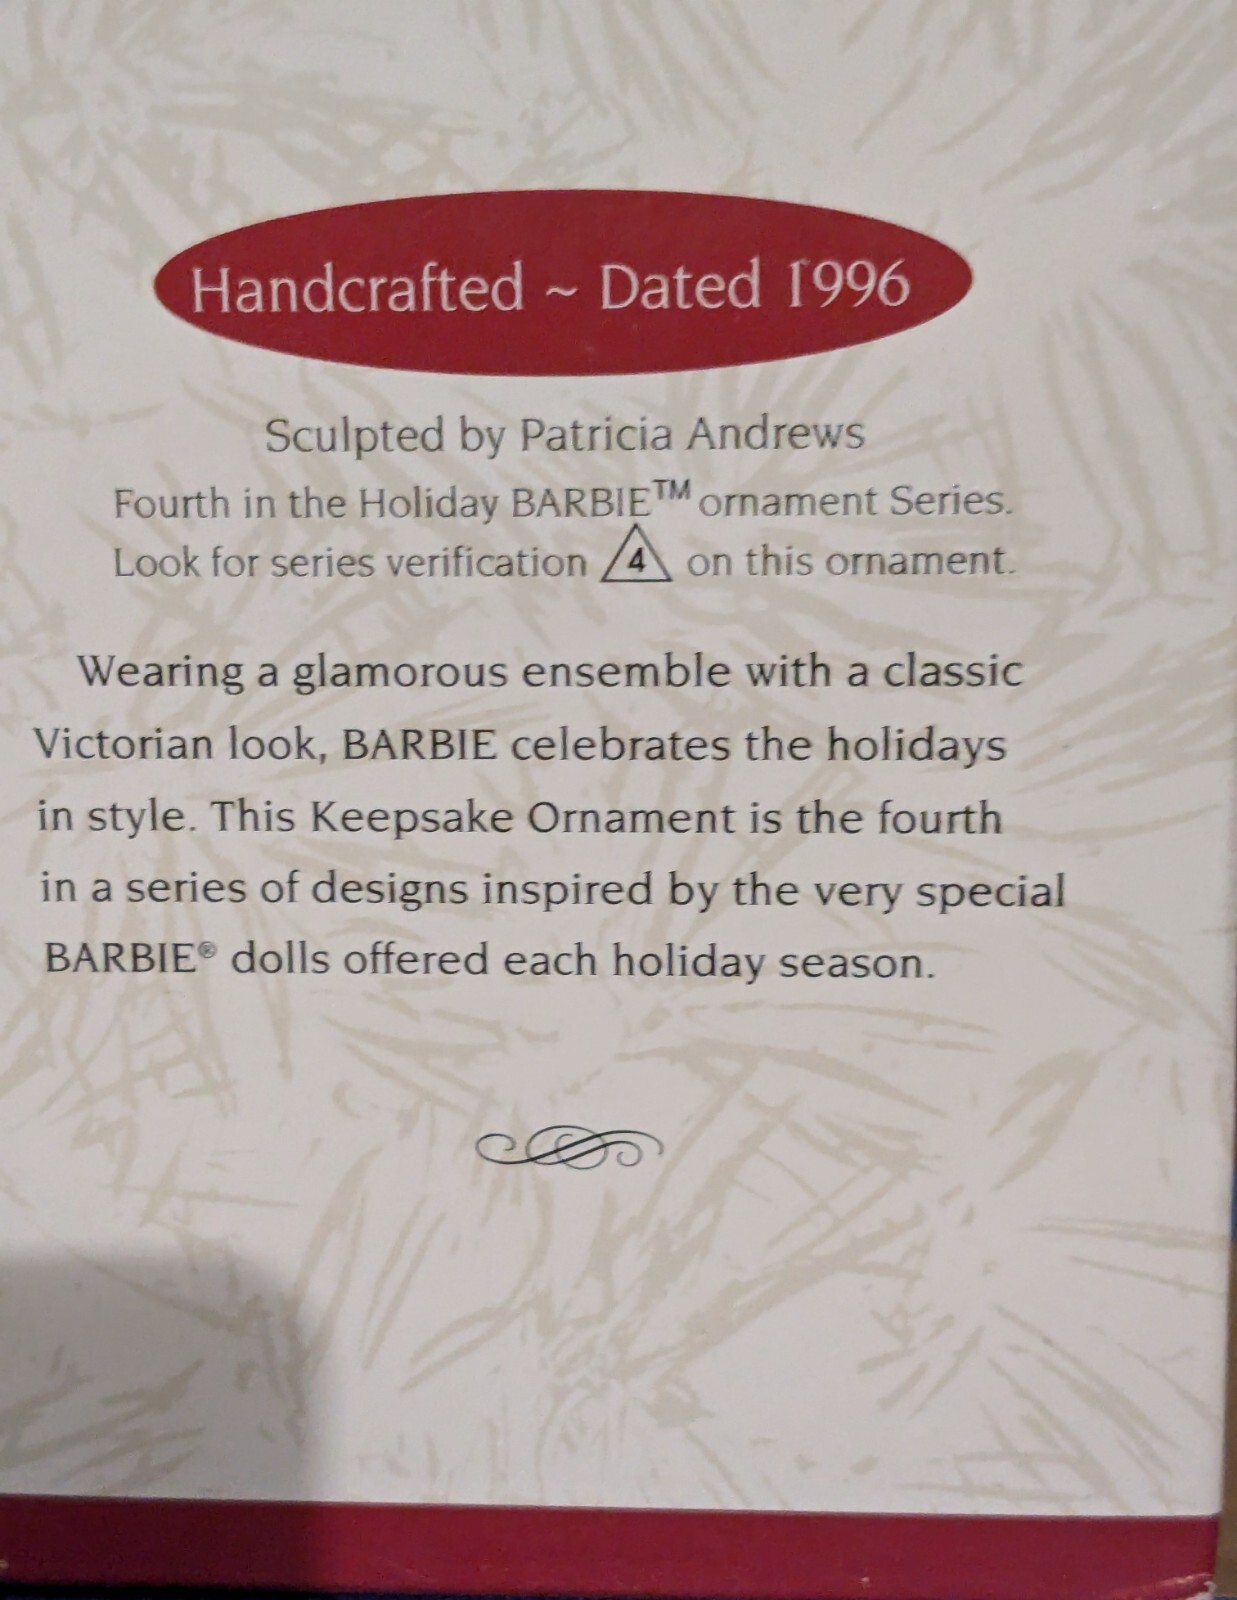 Handcrafted ~ Dated 1996
Sculpted by Patricia Andrews
Fourth in the Holiday BARBIE™ ornament Series.
Look for series verification 4 on this ornament.
Wearing a glamorous ensemble with a classic
Victorian look, BARBIE celebrates the holidays
in style. This Keepsake Ornament is the fourth
in a series of designs inspired by the very special
BARBIE® dolls offered each holiday season.